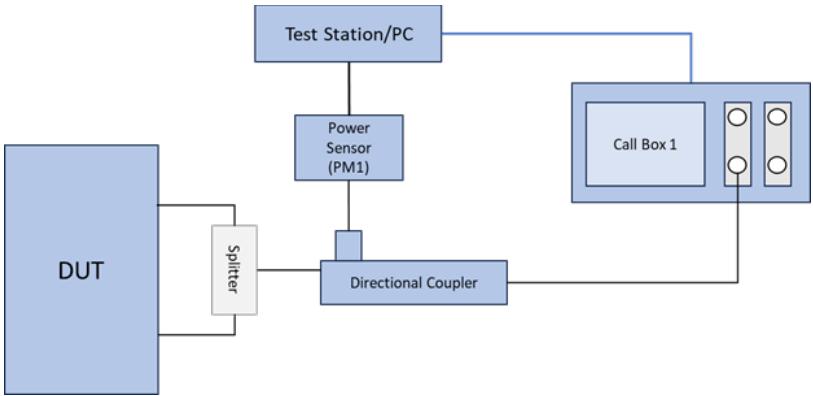 Test Station/PC
Power
Sensor
(PM1)
Call Box 1
DUT
Splitter
Directional Coupler